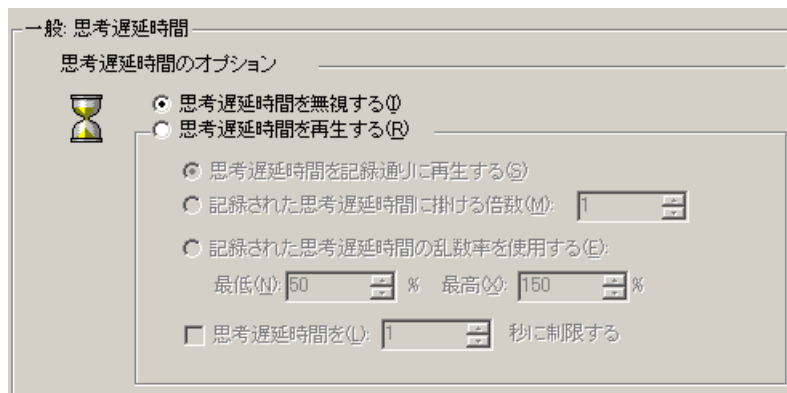 一般: 思考遅延時間
思考遅延時間のオプション
思考遅延時間を無視する(I)
思考遅延時間を再生する(R)
思考遅延時間を記録通りに再生する(S)
記録された思考遅延時間に掛ける倍数(M): 1
記録された思考遅延時間の乱数率を使用する(E):
最低(N): 50 % 最高(X): 150 %
思考遅延時間を(L): 1 秒に制限する